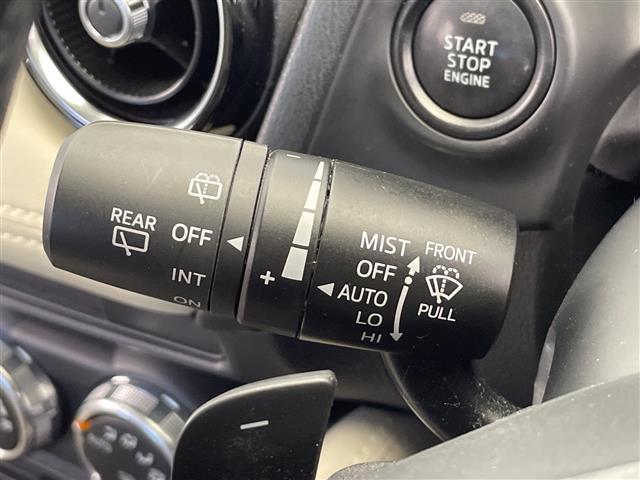 START
STOP
ENGINE
REAR
OFF
INT
ON
−
+
MIST
OFF
AUTO
LO
HI
FRONT
PULL
−